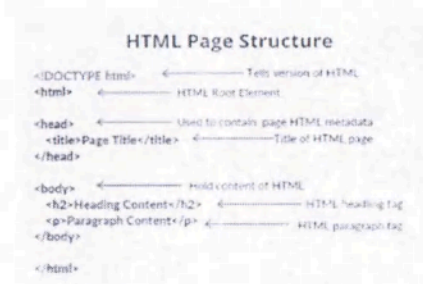 HTML Page Structure
<!DOCTYPE html> Tells version of HTML
<html> HTML Root Element
<head> Used to contain page HTML metadata
<title>Page Title</title> Title of HTML page
</head>
<body> Hold content of HTML
<h2>Heading Content</h2> HTML heading tag
<p>Paragraph Content</p> HTML paragraph tag
</body>
</html>